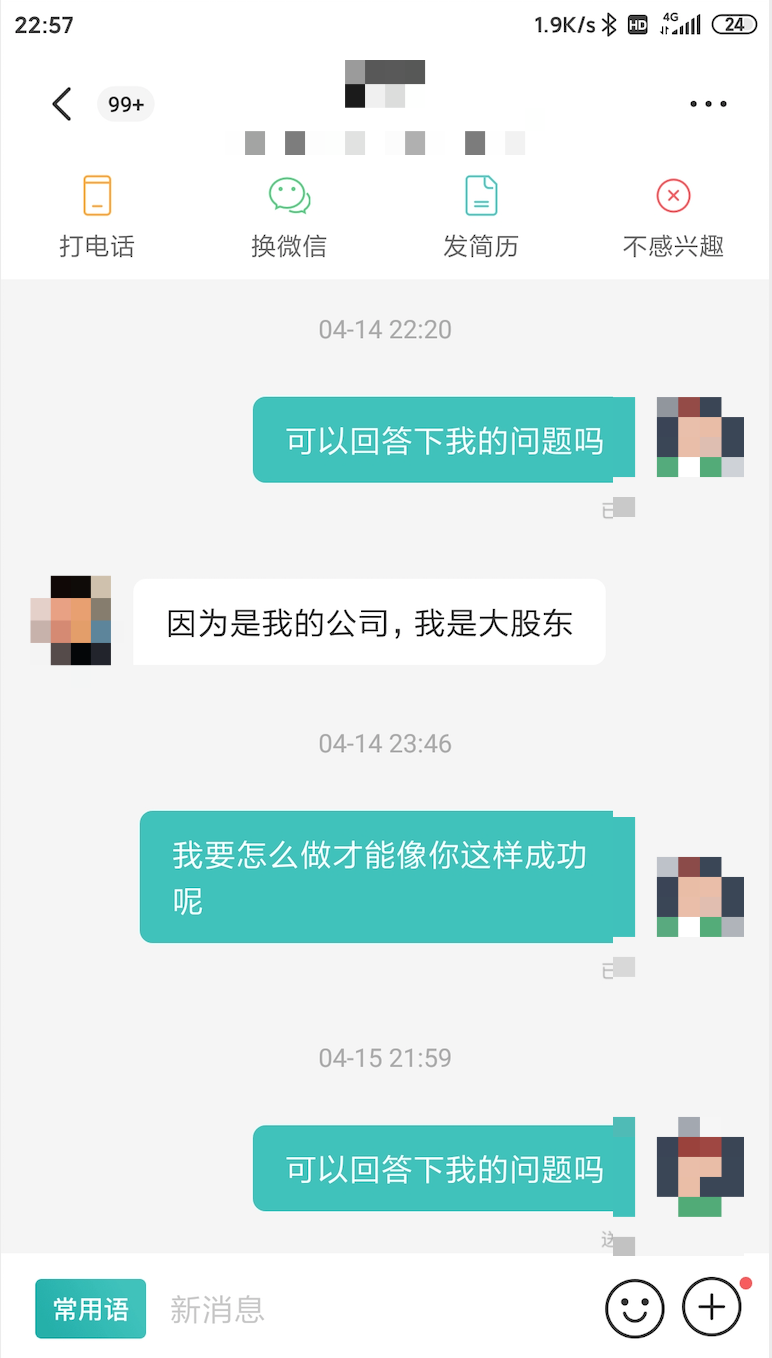 22:57
1.9K/s HD 4G 24
99+
打电话
换微信
发简历
不感兴趣
04-14 22:20
可以回答下我的问题吗
已
因为是我的公司，我是大股东
04-14 23:46
我要怎么做才能像你这样成功
呢
已
04-15 21:59
可以回答下我的问题吗
常用语
新消息